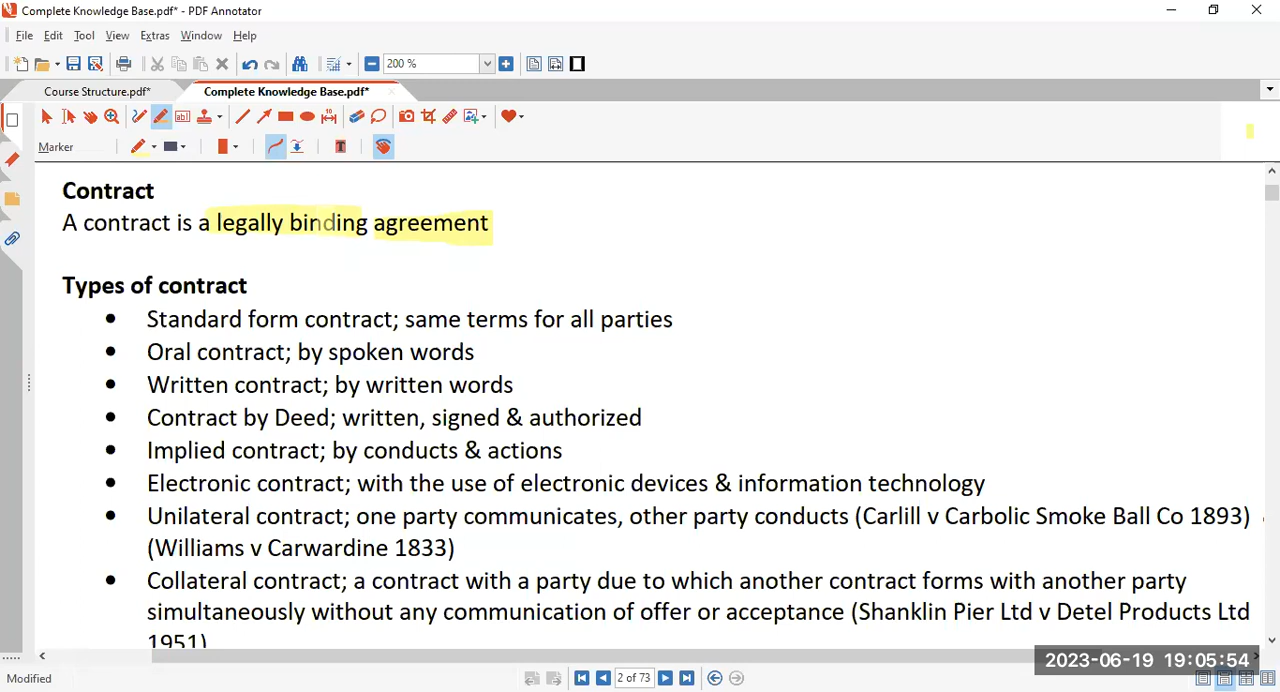 Complete Knowledge Base.pdf* - PDF Annotator
File Edit Tool View Extras Window Help
200 %
Course Structure.pdf* Complete Knowledge Base.pdf*
Marker
Contract
A contract is a legally binding agreement
Types of contract
• Standard form contract; same terms for all parties
• Oral contract; by spoken words
• Written contract; by written words
• Contract by Deed; written, signed & authorized
• Implied contract; by conducts & actions
• Electronic contract; with the use of electronic devices & information technology
• Unilateral contract; one party communicates, other party conducts (Carlill v Carbolic Smoke Ball Co 1893)
(Williams v Carwardine 1833)
• Collateral contract; a contract with a party due to which another contract forms with another party
simultaneously without any communication of offer or acceptance (Shanklin Pier Ltd v Detel Products Ltd
1951)
2023-06-19 19:05:54
Modified 2 of 73